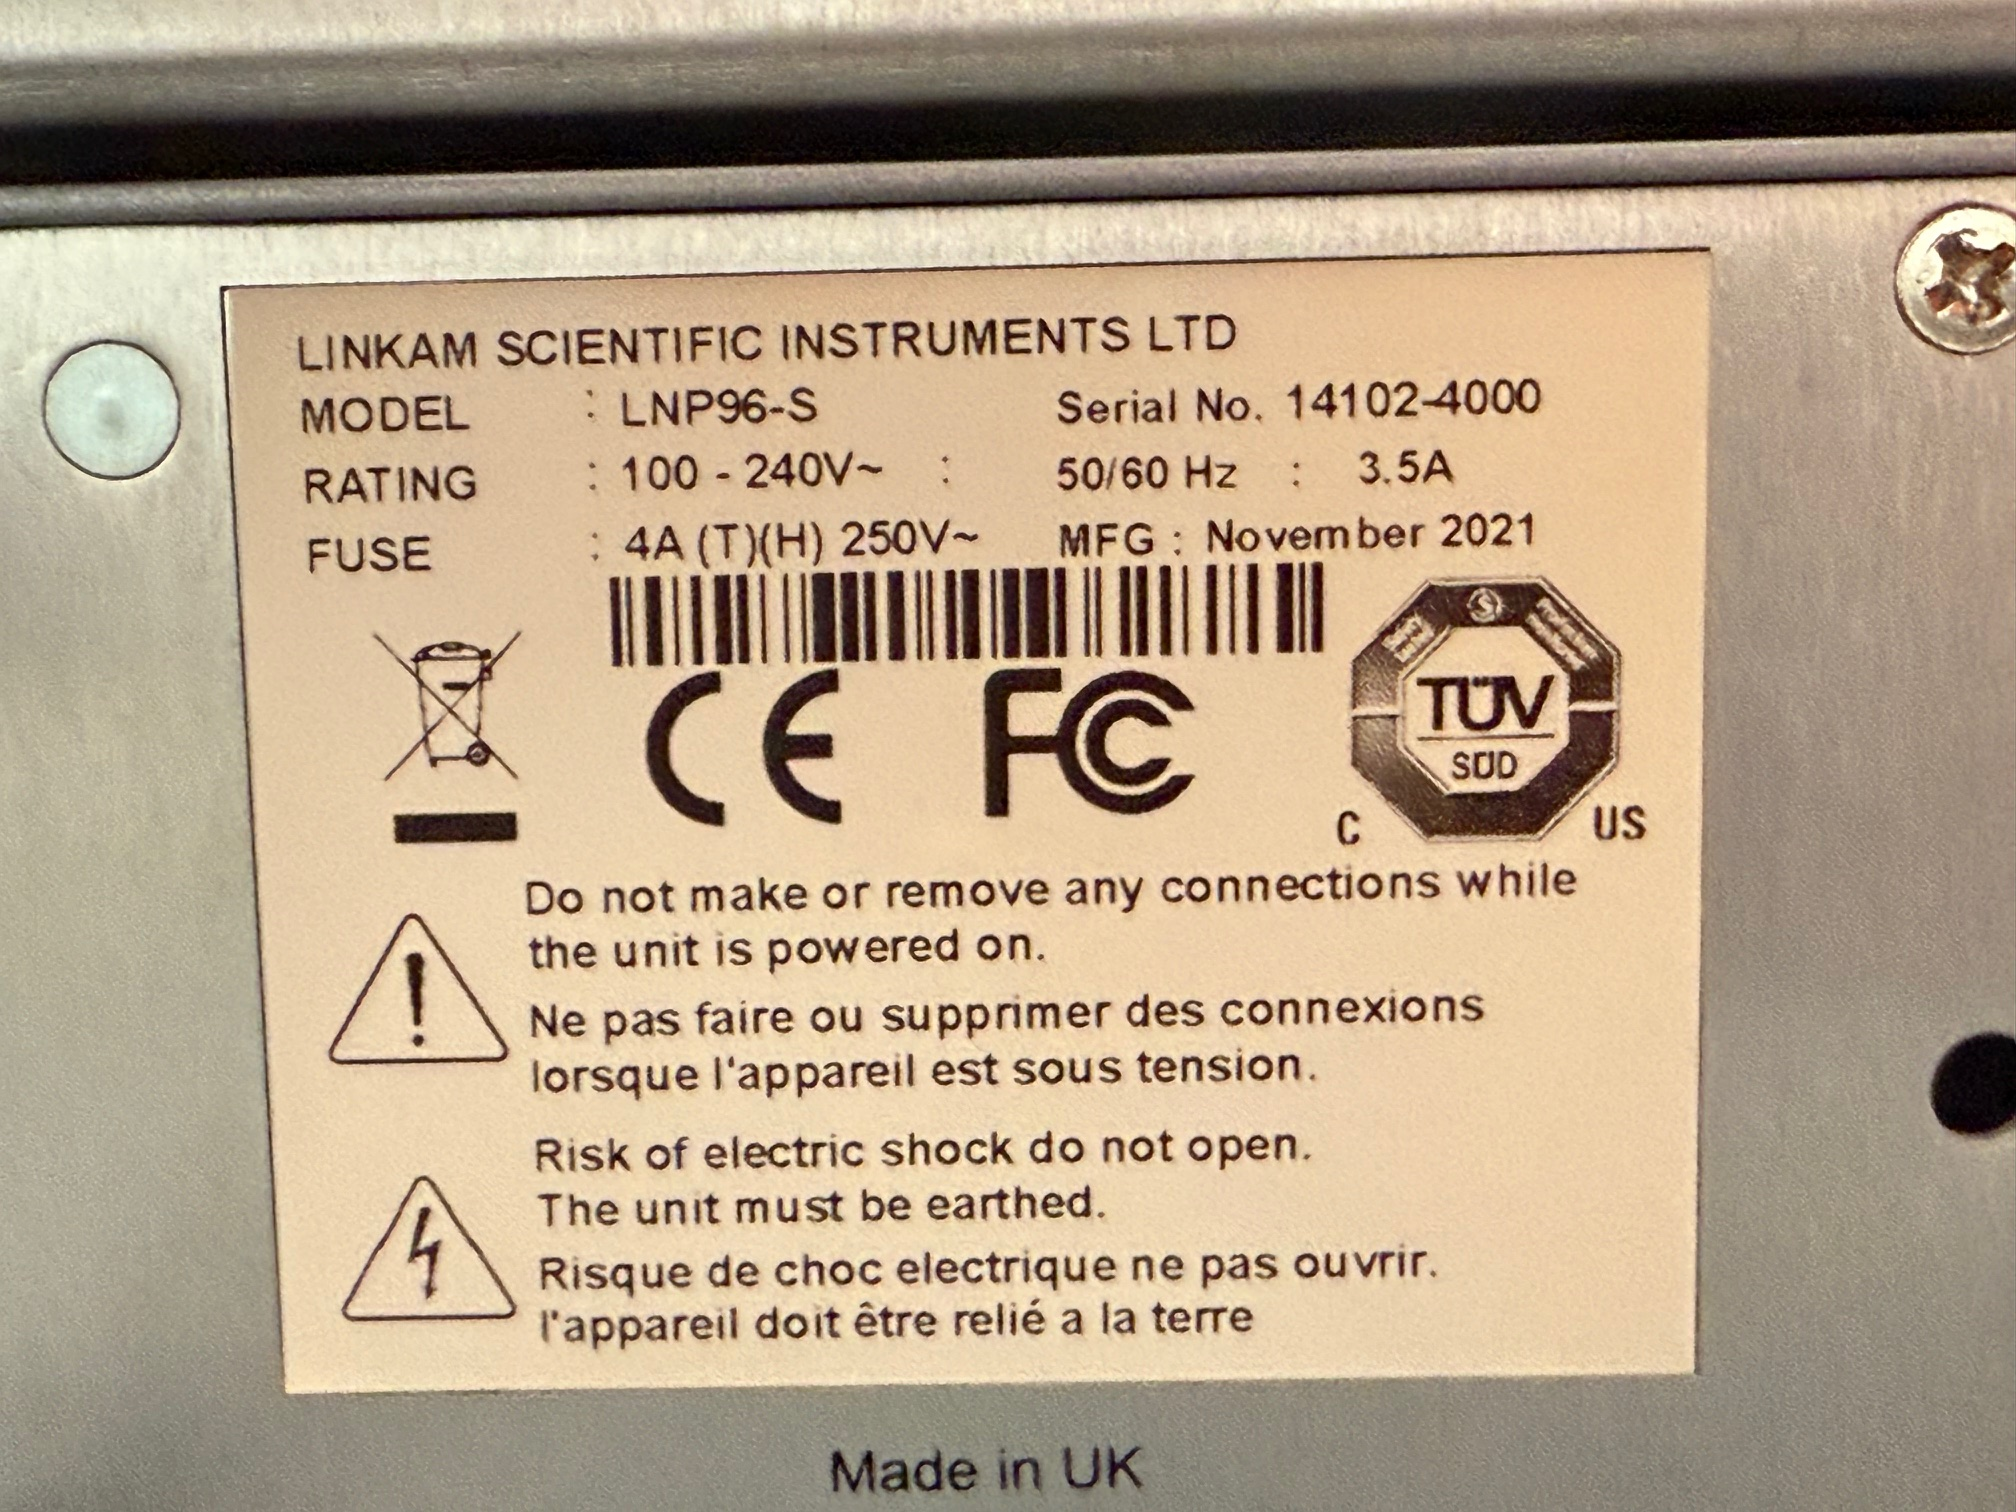 LINKAM SCIENTIFIC INSTRUMENTS LTD
MODEL : LNP96-S Serial No. 14102-4000
RATING : 100 - 240V~ : 50/60 Hz : 3.5A
FUSE : 4A (T)(H) 250V~ MFG : November 2021
CE FC
TÜV
SÜD
C US
Do not make or remove any connections while
the unit is powered on.
Ne pas faire ou supprimer des connexions
lorsque l'appareil est sous tension.
Risk of electric shock do not open.
The unit must be earthed.
Risque de choc electrique ne pas ouvrir.
l'appareil doit être relié a la terre
Made in UK